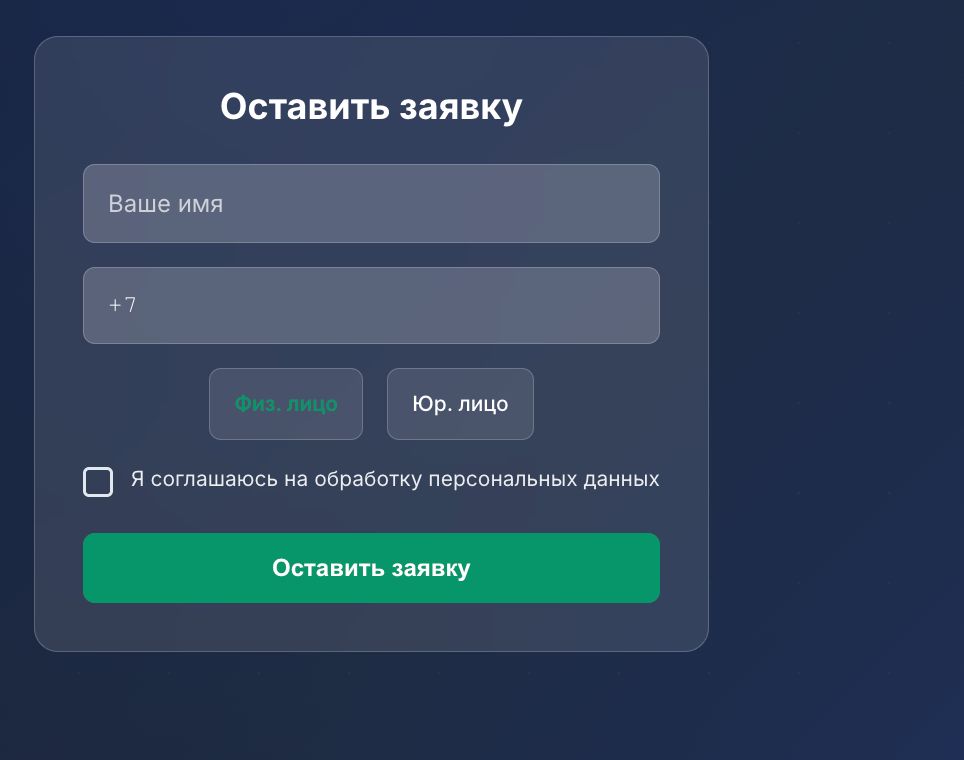 Оставить заявку
Ваше имя
+7
Физ. лицо Юр. лицо
Я соглашаюсь на обработку персональных данных
Оставить заявку